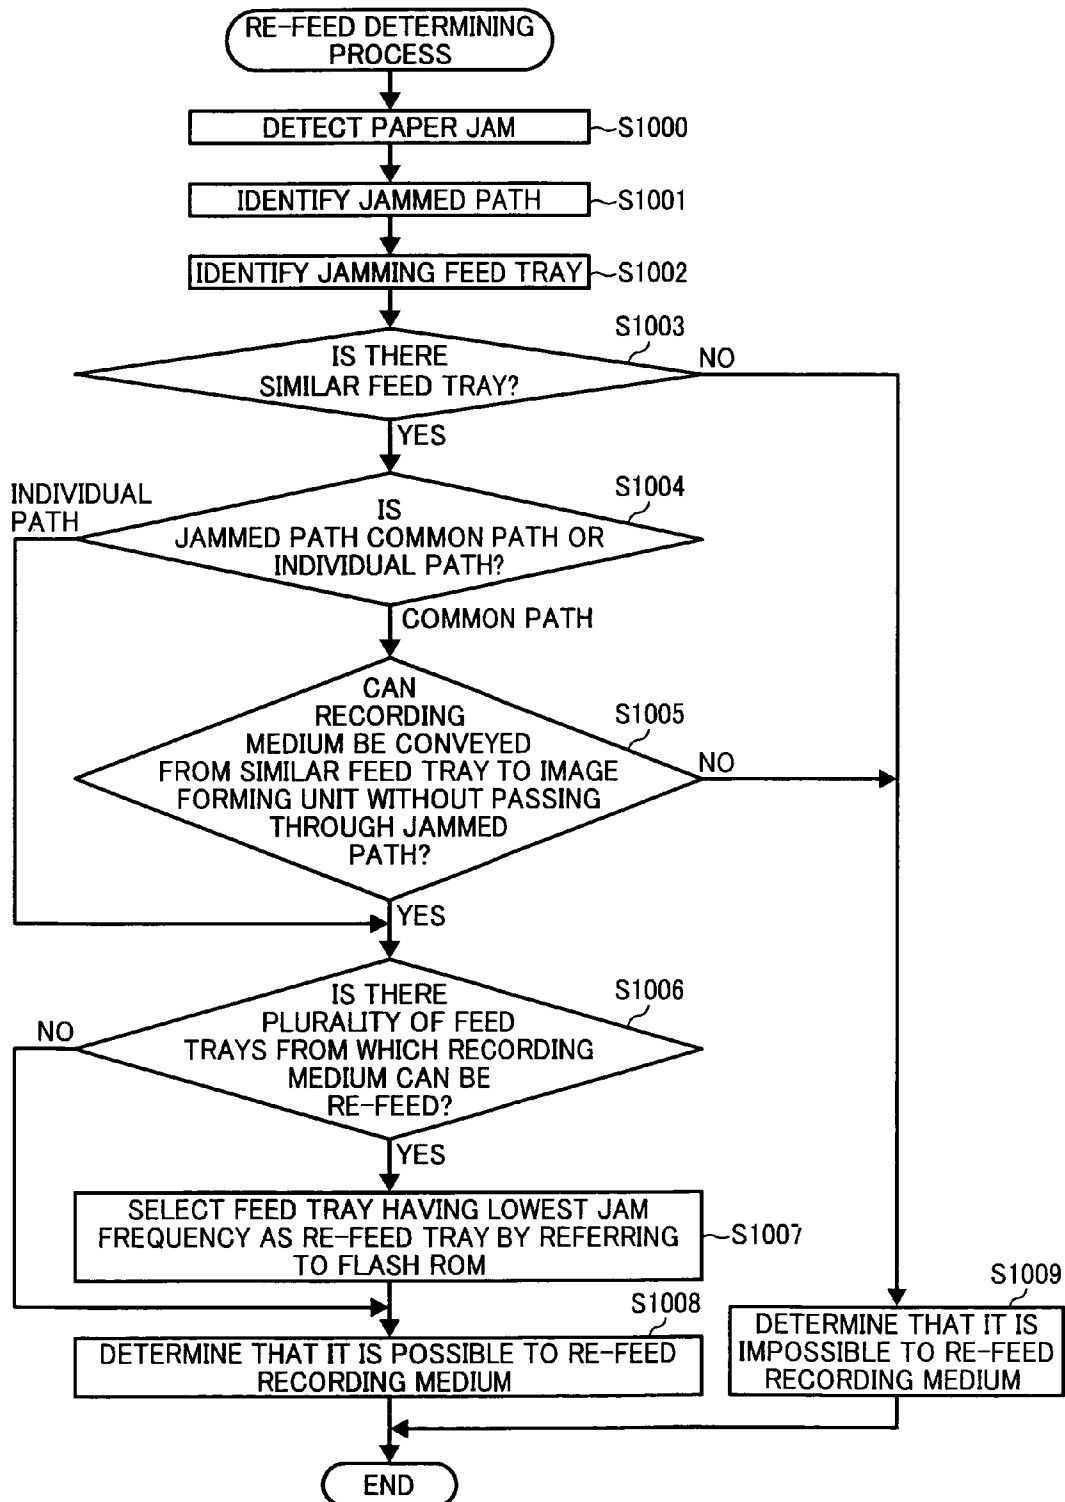 RE-FEED DETERMINING
PROCESS
DETECT PAPER JAM
S1000
IDENTIFY JAMMED PATH
S1001
IDENTIFY JAMMING FEED TRAY
S1002
S1003
IS THERE
SIMILAR FEED TRAY?
NO
YES
S1004
INDIVIDUAL
PATH
IS
JAMMED PATH COMMON PATH OR
INDIVIDUAL PATH?
COMMON PATH
S1005
CAN
RECORDING
MEDIUM BE CONVEYED
FROM SIMILAR FEED TRAY TO IMAGE
FORMING UNIT WITHOUT PASSING
THROUGH JAMMED
PATH?
NO
YES
S1006
IS THERE
PLURALITY OF FEED
TRAYS FROM WHICH RECORDING
MEDIUM CAN BE
RE-FEED?
NO
YES
SELECT FEED TRAY HAVING LOWEST JAM
FREQUENCY AS RE-FEED TRAY BY REFERRING
TO FLASH ROM
S1007
S1008
DETERMINE THAT IT IS POSSIBLE TO RE-FEED
RECORDING MEDIUM
S1009
DETERMINE THAT IT IS
IMPOSSIBLE TO RE-FEED
RECORDING MEDIUM
END